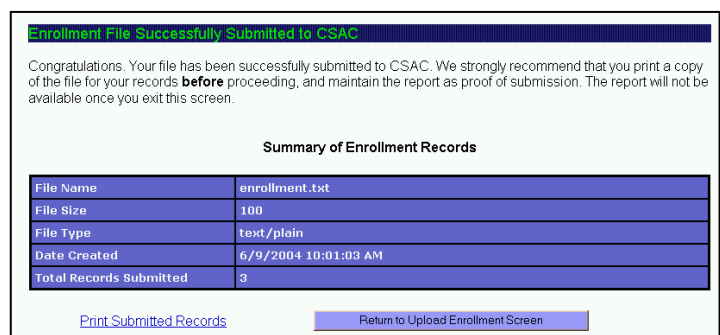 Enrollment File Successfully Submitted to CSAC
Congratulations. Your file has been successfully submitted to CSAC. We strongly recommend that you print a copy
of the file for your records before proceeding, and maintain the report as proof of submission. The report will not be
available once you exit this screen.
Summary of Enrollment Records
File Name enrollment.txt
File Size 100
File Type text/plain
Date Created 6/9/2004 10:01:03 AM
Total Records Submitted 3
Print Submitted Records Return to Upload Enrollment Screen